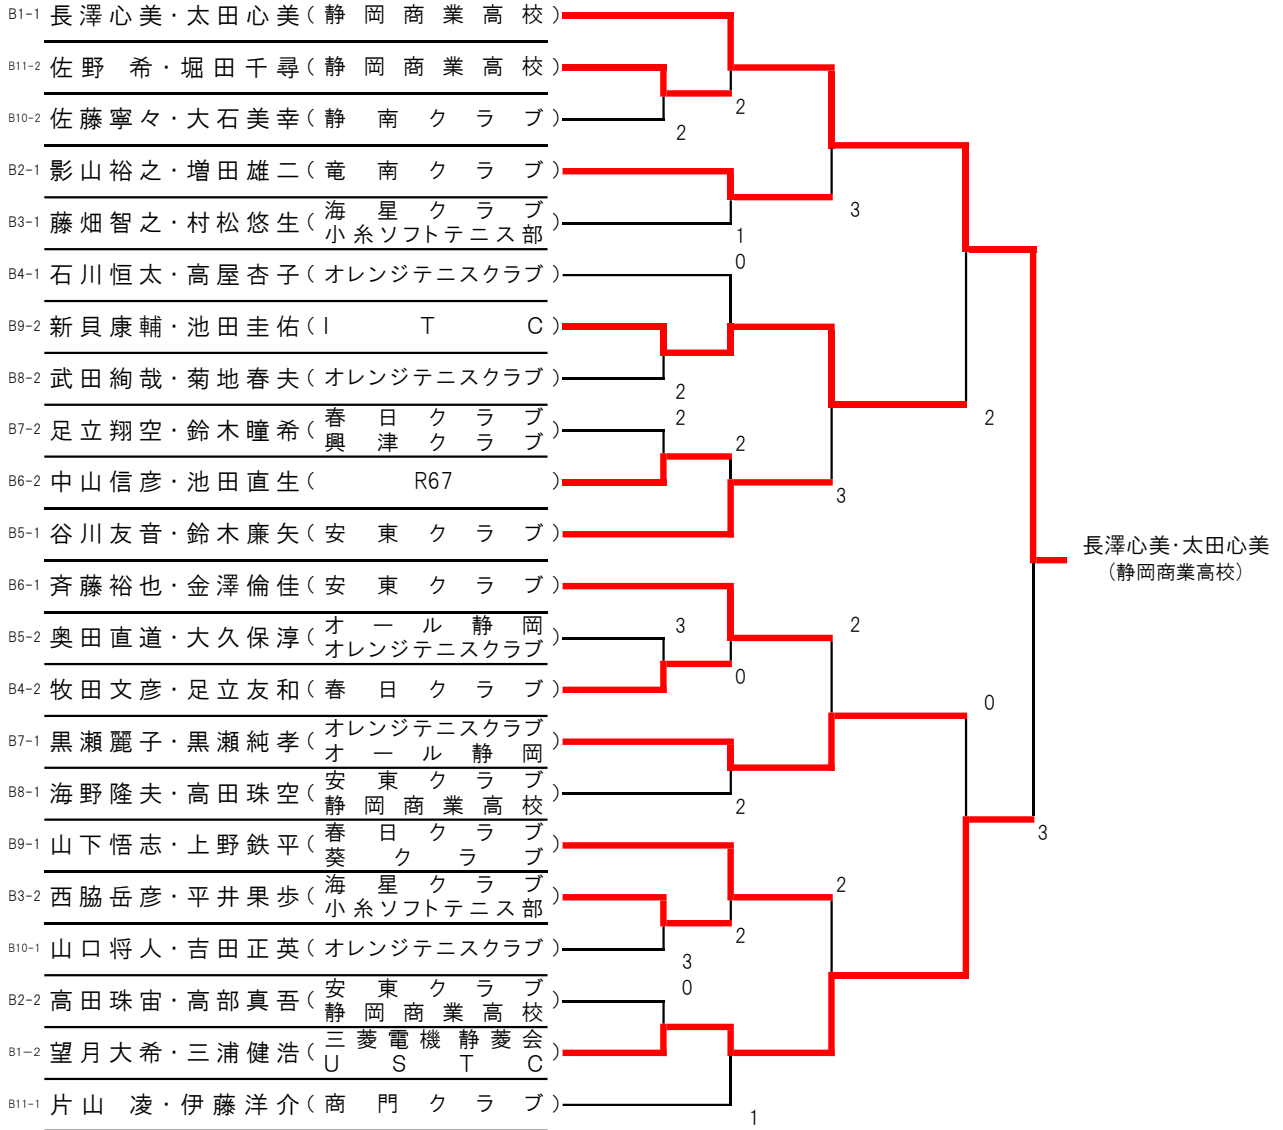 B1-1 長澤心美・太田心美(静岡商業高校)
B11-2 佐野 希・堀田千尋(静岡商業高校)
2
B10-2 佐藤寧々・大石美幸(静南クラブ)
2
B2-1 影山裕之・増田雄二(竜南クラブ)
3
B3-1 藤畑智之・村松悠生(海星クラブ
小糸ソフトテニス部)
1
0
B4-1 石川恒太・高屋杏子(オレンジテニスクラブ)
B9-2 新貝康輔・池田圭佑(ITC)
B8-2 武田絢哉・菊地春夫(オレンジテニスクラブ)
2
2
2
B7-2 足立翔空・鈴木瞳希(春日クラブ
興津クラブ)
2
B6-2 中山信彦・池田直生(R67)
3
B5-1 谷川友音・鈴木廉矢(安東クラブ)
長澤心美・太田心美
(静岡商業高校)
B6-1 斉藤裕也・金澤倫佳(安東クラブ)
3
2
B5-2 奥田直道・大久保淳(オール静岡
オレンジテニスクラブ)
0
B4-2 牧田文彦・足立友和(春日クラブ)
0
B7-1 黒瀬麗子・黒瀬純孝(オレンジテニスクラブ
オール静岡)
B8-1 海野隆夫・高田珠空(安東クラブ
静岡商業高校)
2
3
B9-1 山下悟志・上野鉄平(春日クラブ
葵クラブ)
2
B3-2 西脇岳彦・平井果歩(海星クラブ
小糸ソフトテニス部)
2
B10-1 山口将人・吉田正英(オレンジテニスクラブ)
3
0
B2-2 高田珠宙・高部真吾(安東クラブ
静岡商業高校)
B1-2 望月大希・三浦健浩(三菱電機静菱会
USTC)
B11-1 片山 凌・伊藤洋介(商門クラブ)
1